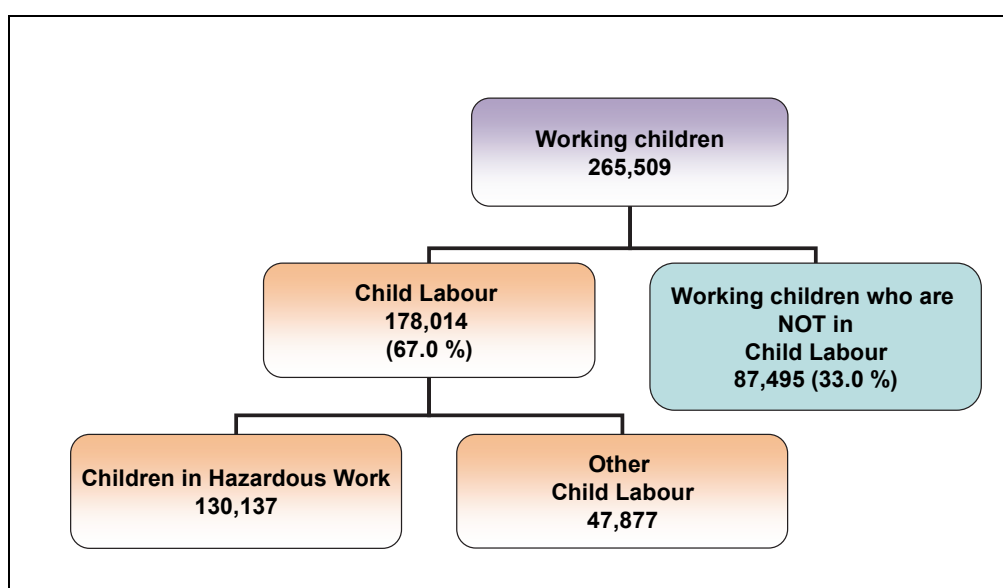 Working children
265,509
Child Labour
178,014
(67.0 %)
Working children who are
NOT in
Child Labour
87,495 (33.0 %)
Children in Hazardous Work
130,137
Other
Child Labour
47,877